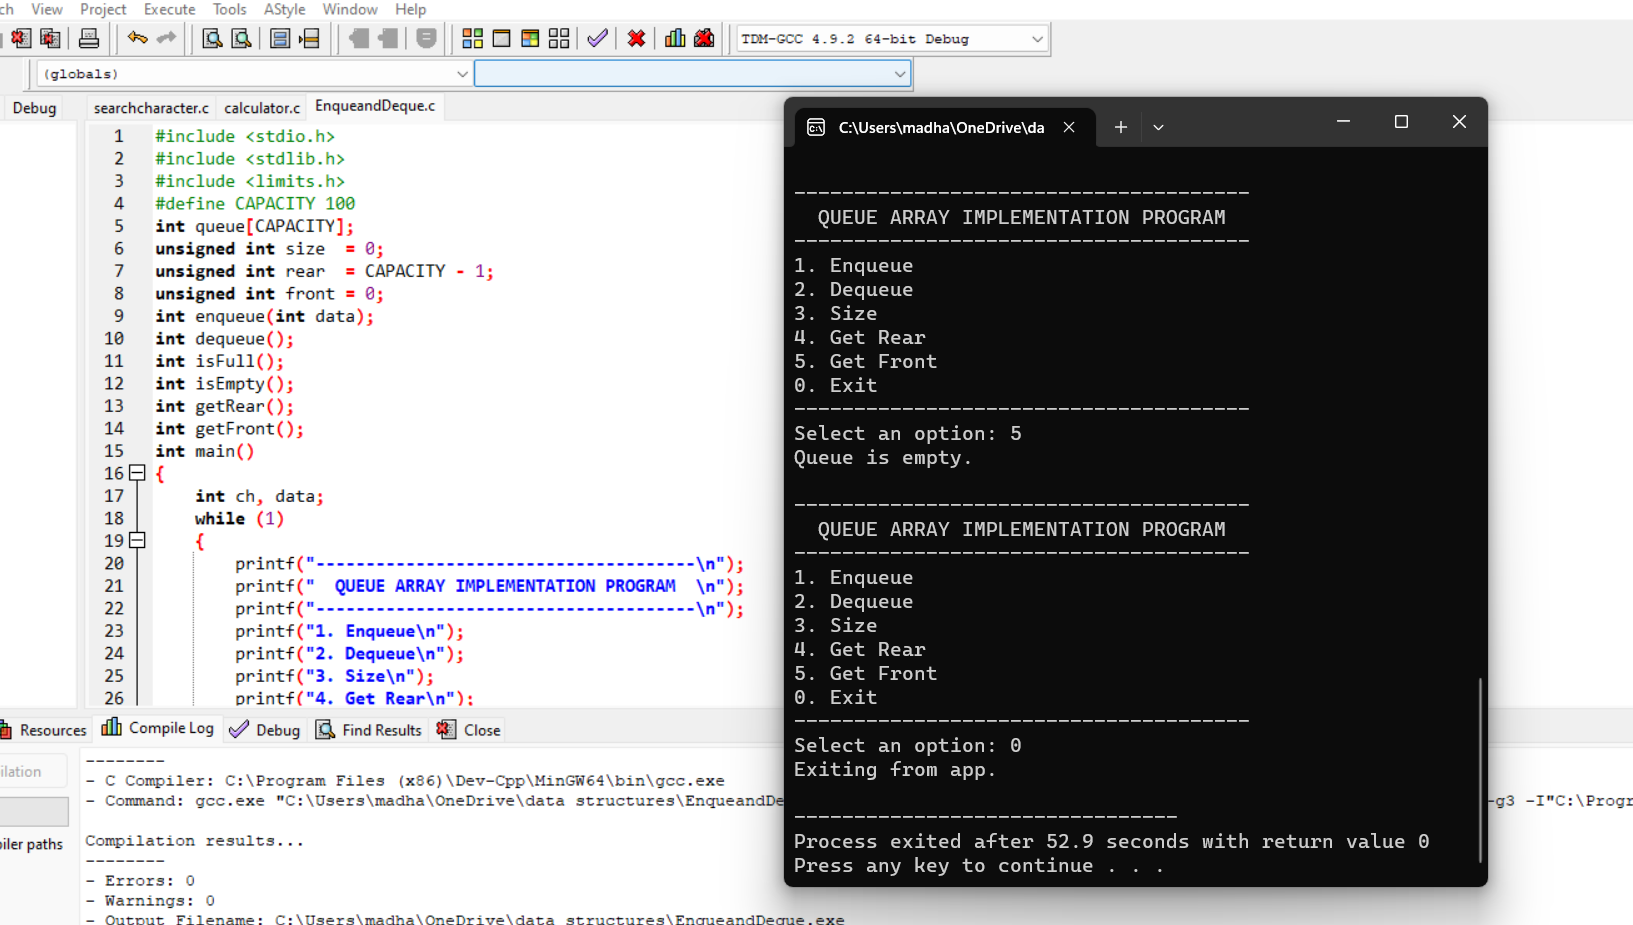 ch View Project Execute Tools AStyle Window Help
TDM-GCC 4.9.2 64-bit Debug
(globals)
Debug searchcharacter.c calculator.c EnqueandDeque.c
1 #include <stdio.h>
2 #include <stdlib.h>
3 #include <limits.h>
4 #define CAPACITY 100
5 int queue[CAPACITY];
6 unsigned int size = 0;
7 unsigned int rear = CAPACITY - 1;
8 unsigned int front = 0;
9 int enqueue(int data);
10 int dequeue();
11 int isFull();
12 int isEmpty();
13 int getRear();
14 int getFront();
15 int main()
16 {
17 int ch, data;
18 while (1)
19 {
20 printf("--------------------------------------\n");
21 printf("  QUEUE ARRAY IMPLEMENTATION PROGRAM  \n");
22 printf("--------------------------------------\n");
23 printf("1. Enqueue\n");
24 printf("2. Dequeue\n");
25 printf("3. Size\n");
26 printf("4. Get Rear\n");
Resources Compile Log Debug Find Results Close
ilation
iler paths
--------
- C Compiler: C:\Program Files (x86)\Dev-Cpp\MinGW64\bin\gcc.exe
- Command: gcc.exe "C:\Users\madha\OneDrive\data structures\EnqueandDe
-g3 -I"C:\Progr
Compilation results...
--------
- Errors: 0
- Warnings: 0
- Output Filename: C:\Users\madha\OneDrive\data structures\EnqueandDeque.exe
C:\Users\madha\OneDrive\da
--------------------------------------
QUEUE ARRAY IMPLEMENTATION PROGRAM
--------------------------------------
1. Enqueue
2. Dequeue
3. Size
4. Get Rear
5. Get Front
0. Exit
--------------------------------------
Select an option: 5
Queue is empty.
--------------------------------------
QUEUE ARRAY IMPLEMENTATION PROGRAM
--------------------------------------
1. Enqueue
2. Dequeue
3. Size
4. Get Rear
5. Get Front
0. Exit
--------------------------------------
Select an option: 0
Exiting from app.
--------------------------------
Process exited after 52.9 seconds with return value 0
Press any key to continue . . .